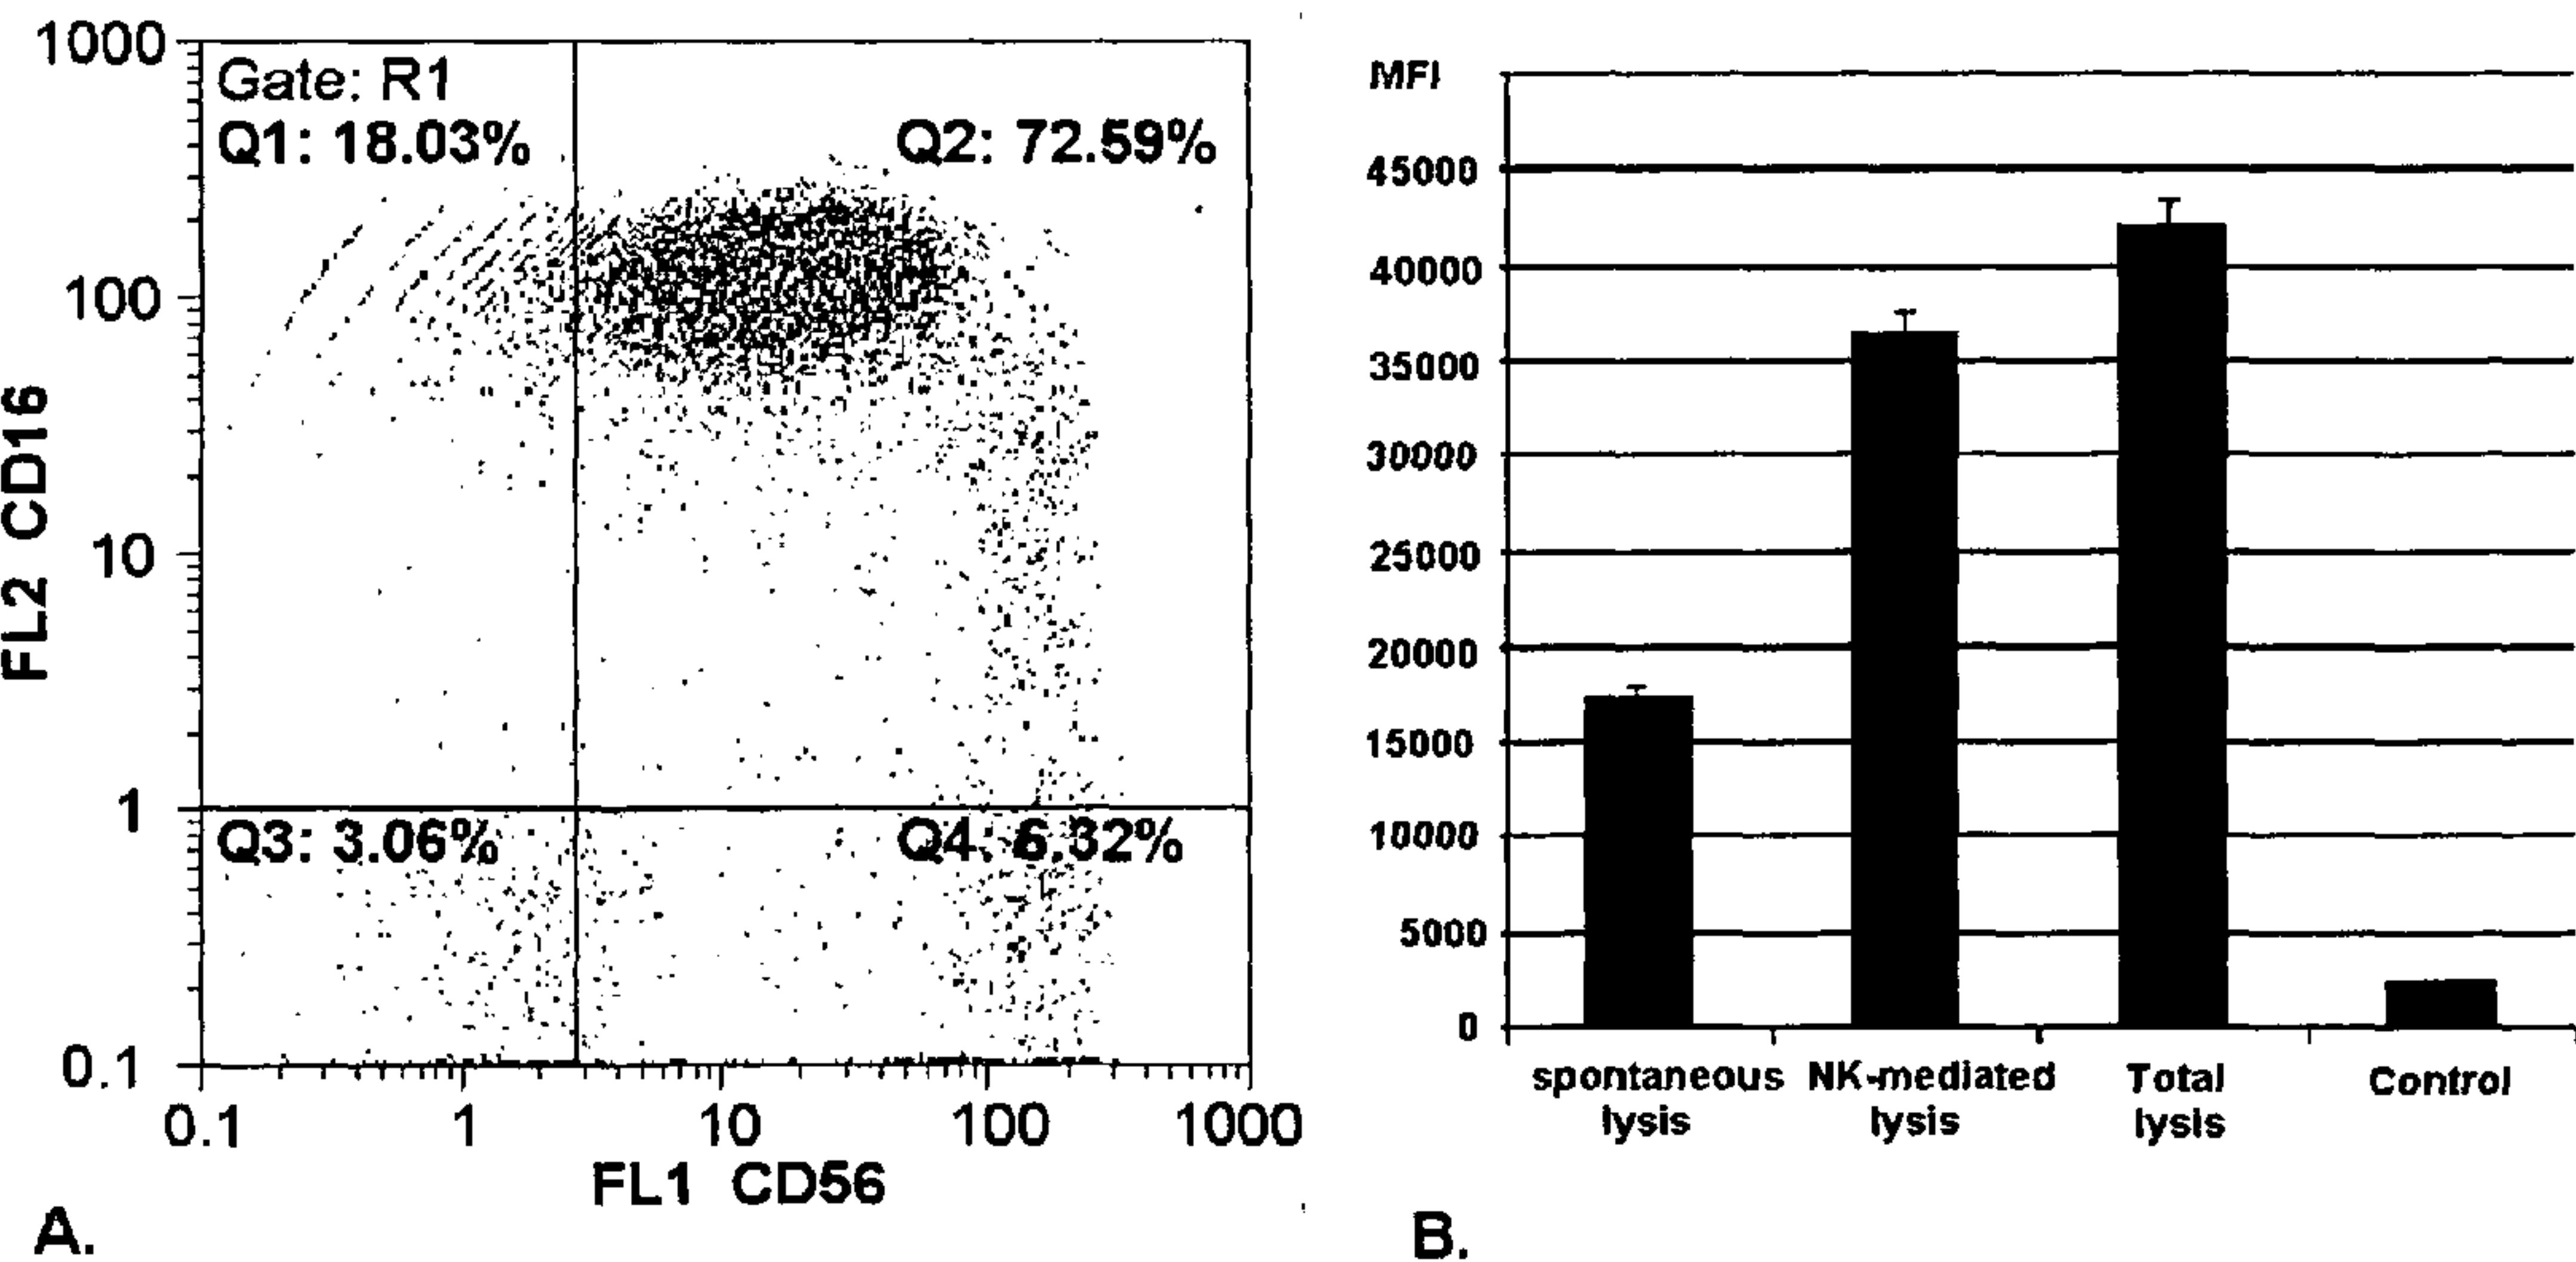 1000
100
10
1
0.1
FL2 CD16
Gate: R1
Q1: 18.03%
Q2: 72.59%
Q3: 3.06%
Q4: 6.32%
0.1 1 10 100 1000
FL1 CD56
A.
MFI
45000
40000
35000
30000
25000
20000
15000
10000
5000
0
spontaneous lysis
NK-mediated lysis
Total lysis
Control
B.